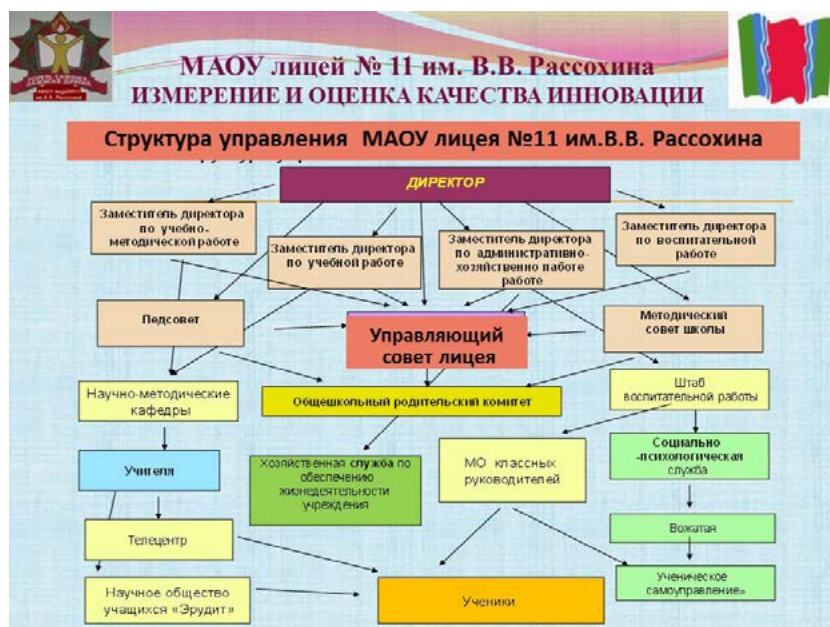 МАОУ лицей № 11 им. В.В. Рассохина
ИЗМЕРЕНИЕ И ОЦЕНКА КАЧЕСТВА ИННОВАЦИИ
Структура управления МАОУ лицея №11 им.В.В. Рассохина
ДИРЕКТОР
Заместитель директора
по учебно-
методической работе
Заместитель директора
по учебной работе
Заместитель директора
по административно-
хозяйственно паботе
работе
Заместитель директора
по воспитательной
работе
Педсовет
Управляющий
совет лицея
Методический
совет школы
Научно-методические
кафедры
Общешкольный родительский комитет
Штаб
воспитательной работы
Учителя
Хозяйственная служба по
обеспечению
жизнедеятельности
учреждения
МО классных
руководителей
Социально
-психологическая
служба
Телецентр
Вожатая
Научное общество
учащихся «Эрудит»
Ученики
Ученическое
самоуправление»